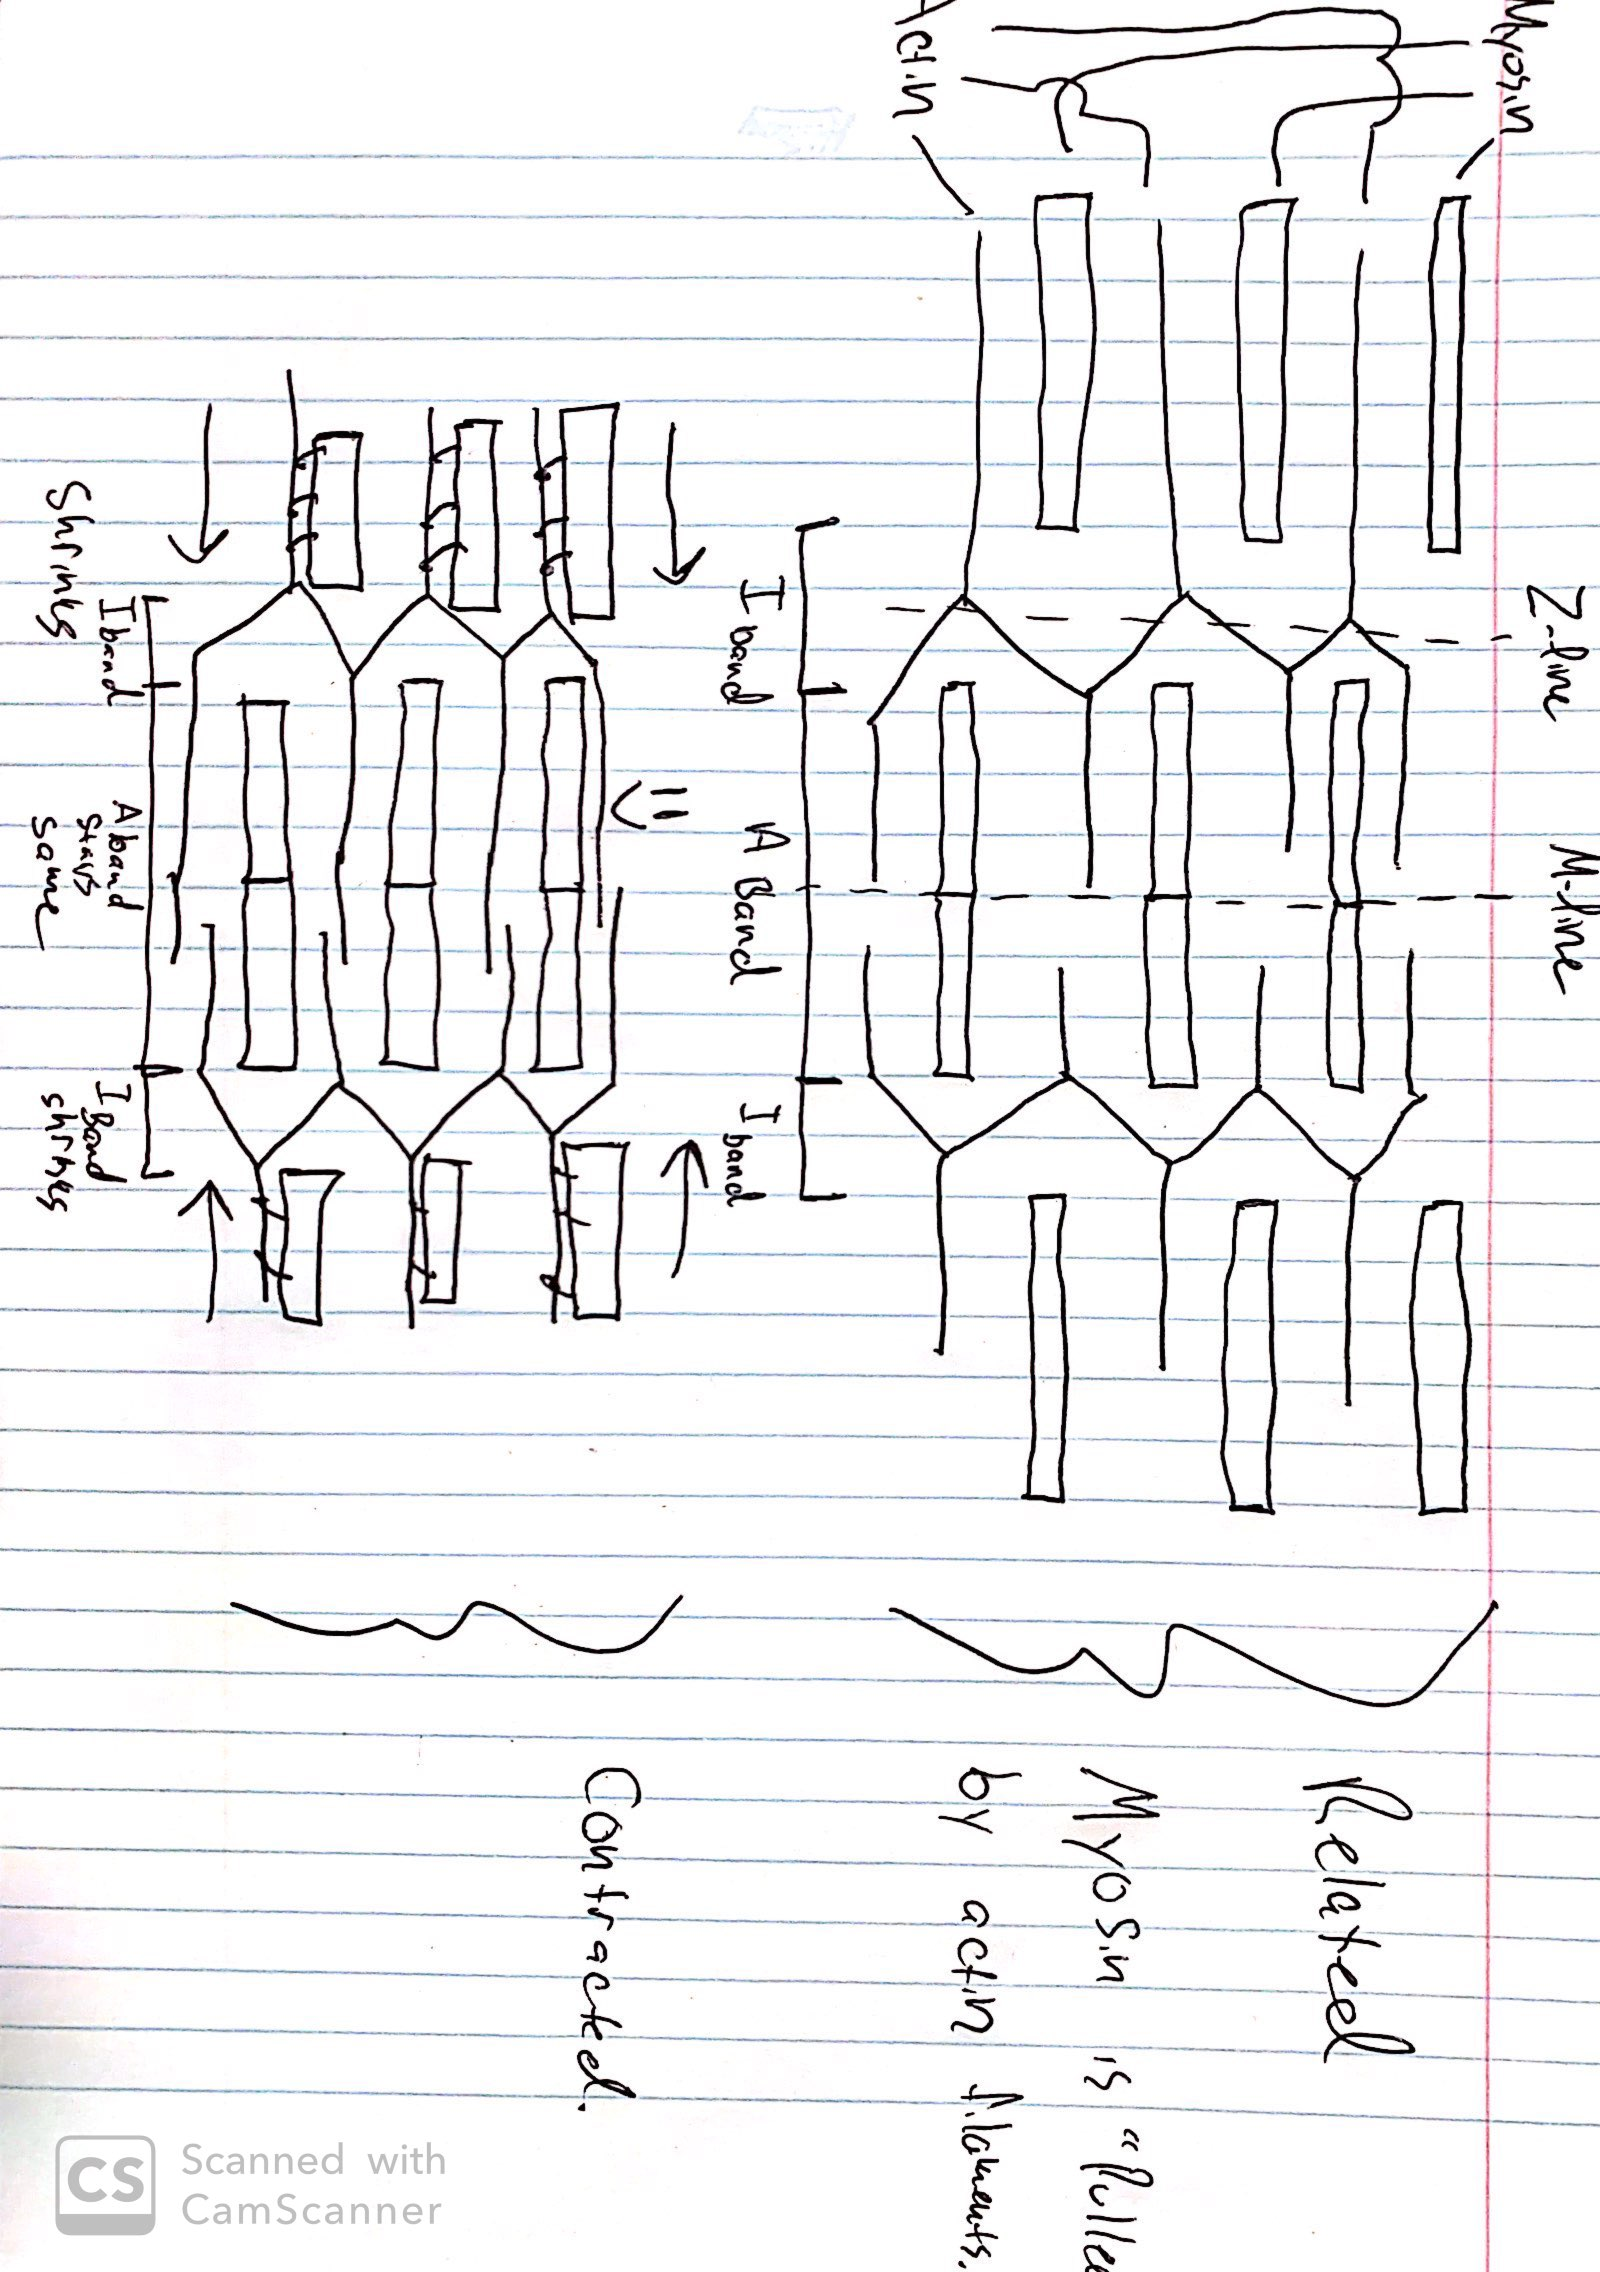 Myosin
Z-line
M-line
Actin
Relaxed
Myosin is "Pulled
by actin filaments.
I band
A Band
I band
Contracted.
I band
Shrinks
A band
stays
same
I Band
shrinks
CS
Scanned with
CamScanner